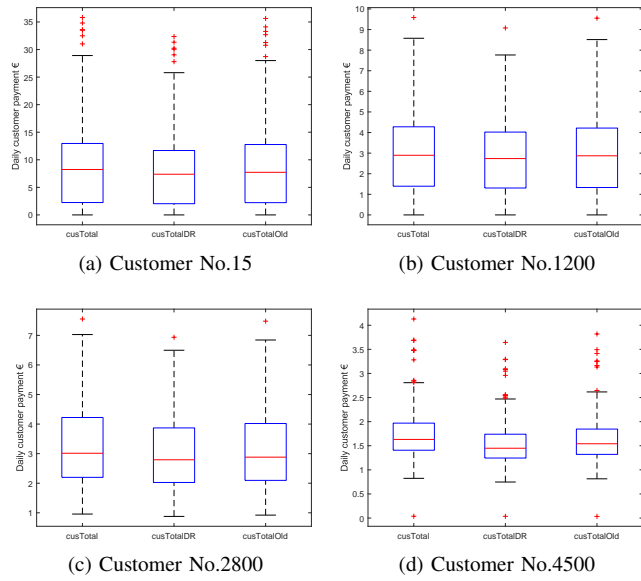 Daily customer payment €
35
30
25
20
15
10
5
0
cusTotal cusTotalDR cusTotalOld
(a) Customer No.15
Daily customer payment €
10
9
8
7
6
5
4
3
2
1
0
cusTotal cusTotalDR cusTotalOld
(b) Customer No.1200
Daily customer payment €
7
6
5
4
3
2
1
cusTotal cusTotalDR cusTotalOld
(c) Customer No.2800
Daily customer payment €
4
3.5
3
2.5
2
1.5
1
0.5
0
cusTotal cusTotalDR cusTotalOld
(d) Customer No.4500